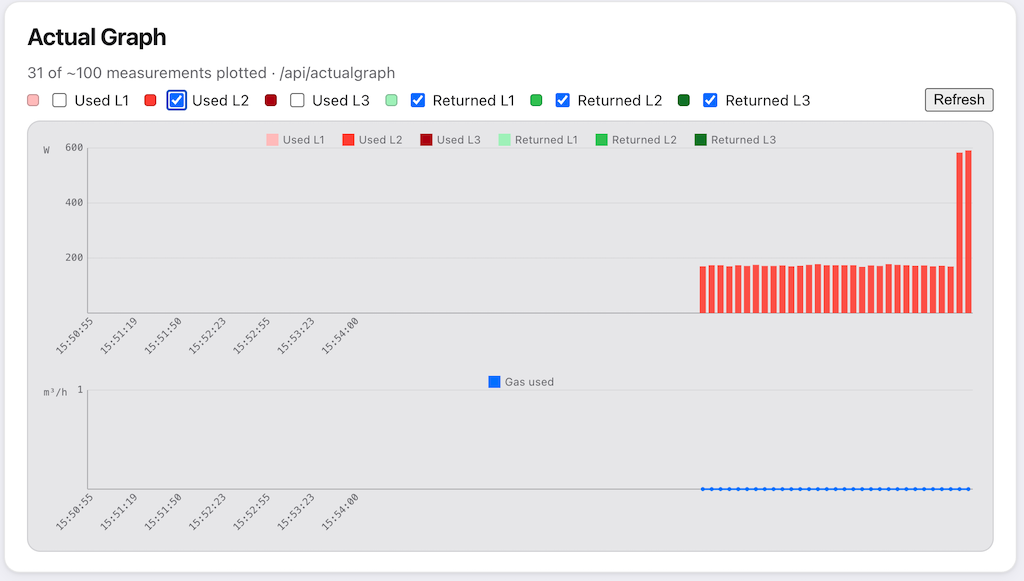 Actual Graph
31 of ~100 measurements plotted · /api/actualgraph
Used L1 Used L2 Used L3 Returned L1 Returned L2 Returned L3 Refresh
Used L1 Used L2 Used L3 Returned L1 Returned L2 Returned L3
W 600
400
200
15:50:55 15:51:19 15:51:50 15:52:23 15:52:55 15:53:23 15:54:00
Gas used
m³/h 1
15:50:55 15:51:19 15:51:50 15:52:23 15:52:55 15:53:23 15:54:00